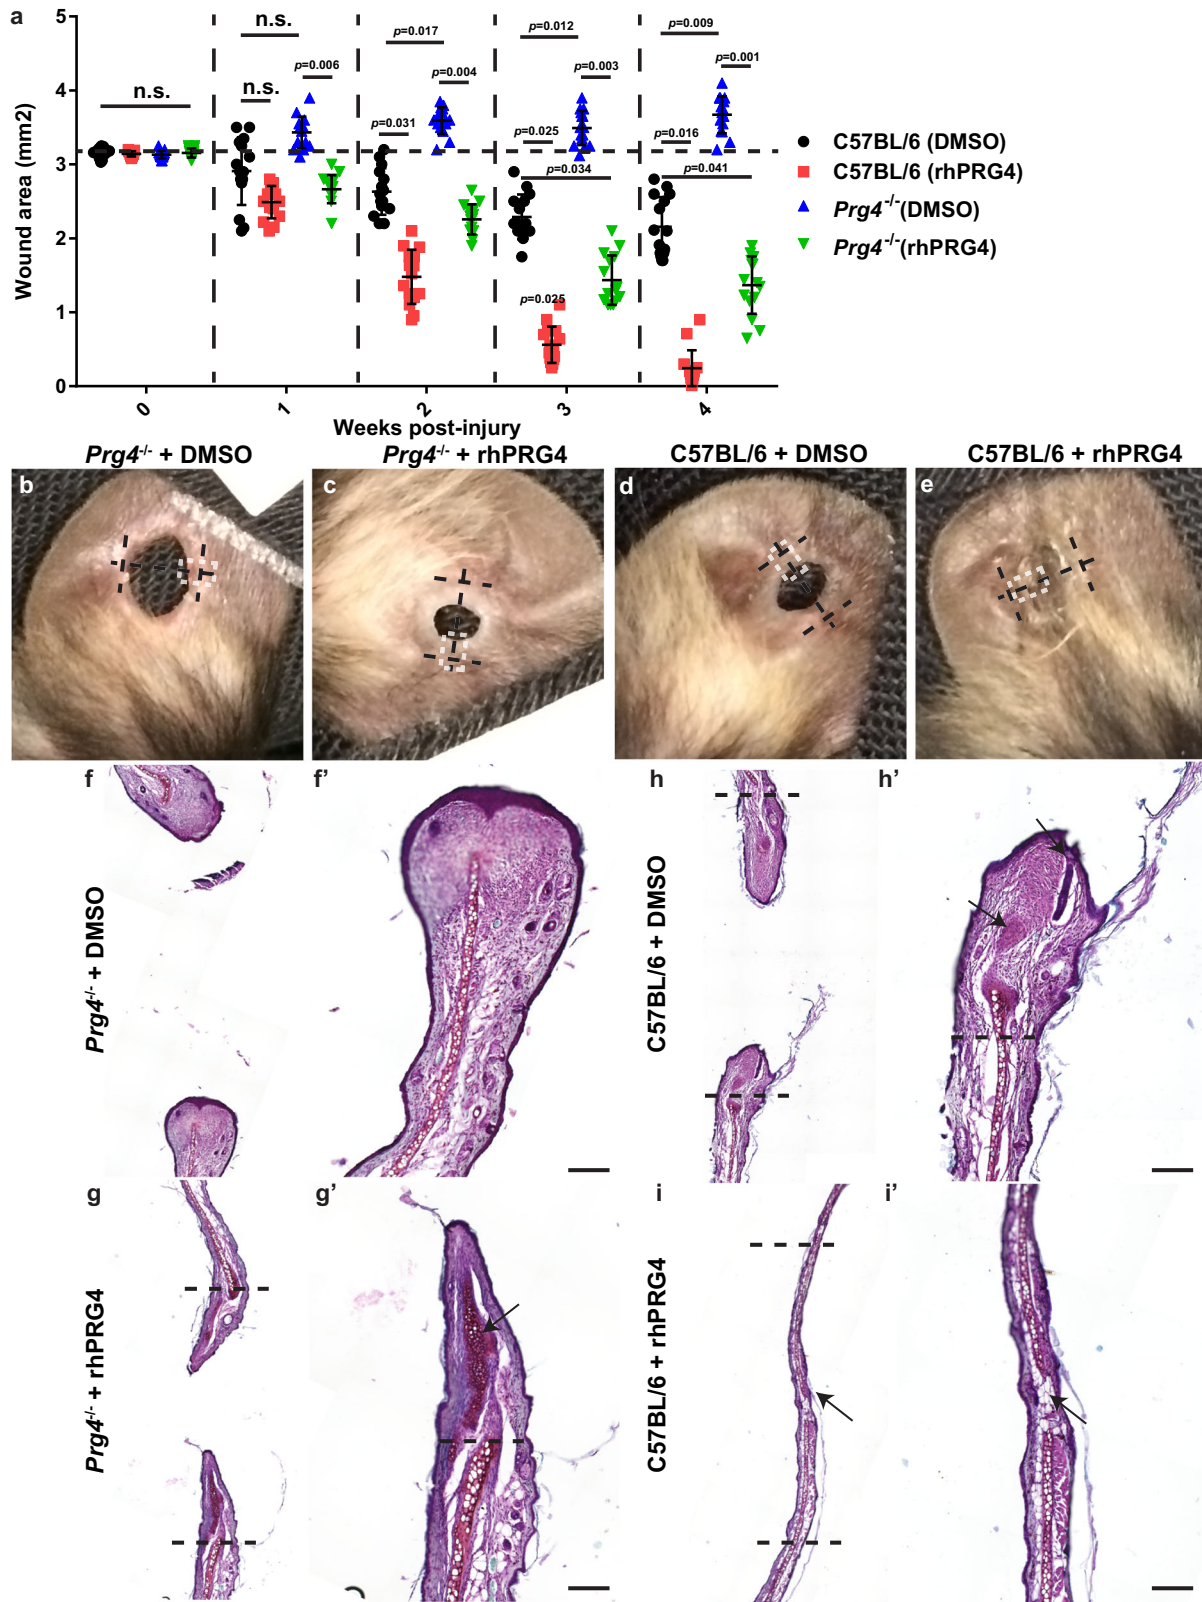 a
5
4
3
2
1
0
Wound area (mm2)
n.s.
n.s.
n.s.
p=0.006
p=0.017
p=0.004
p=0.031
p=0.012
p=0.003
p=0.025
p=0.034
p=0.025
p=0.009
p=0.001
p=0.016
p=0.041
0 1 2 3 4
Weeks post-injury
C57BL/6 (DMSO)
C57BL/6 (rhPRG4)
Prg4-/-(DMSO)
Prg4-/-(rhPRG4)
Prg4-/- + DMSO
Prg4-/- + rhPRG4
C57BL/6 + DMSO
C57BL/6 + rhPRG4
b
c
d
e
f
f’
h
h’
Prg4-/- + DMSO
C57BL/6 + DMSO
g
g’
i
i’
Prg4-/- + rhPRG4
C57BL/6 + rhPRG4